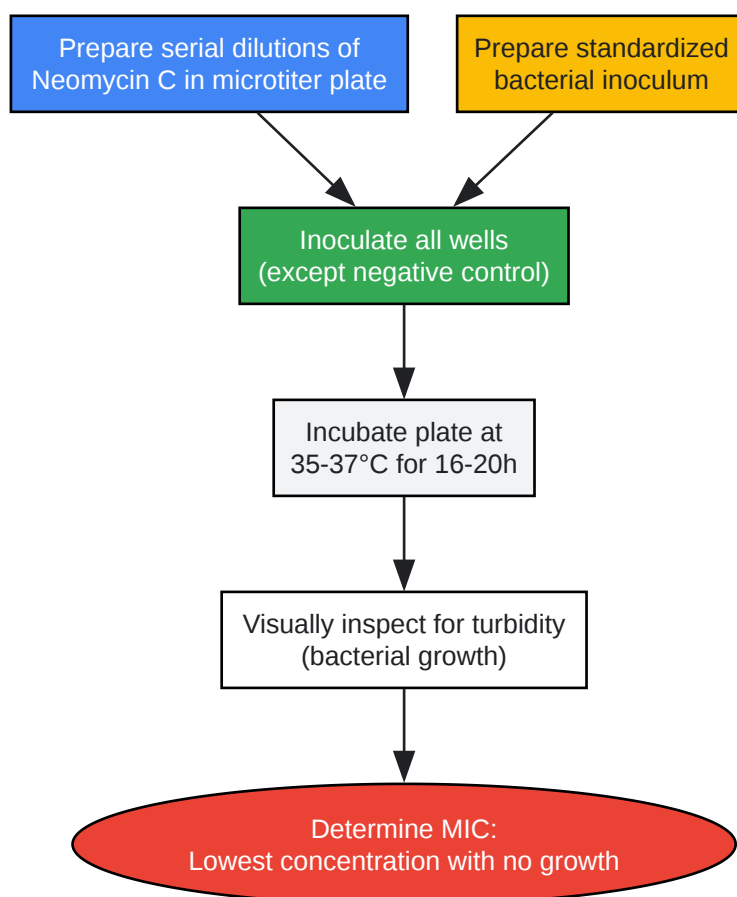 Prepare serial dilutions of
Neomycin C in microtiter plate
Prepare standardized
bacterial inoculum
Inoculate all wells
(except negative control)
Incubate plate at
35-37°C for 16-20h
Visually inspect for turbidity
(bacterial growth)
Determine MIC:
Lowest concentration with no growth